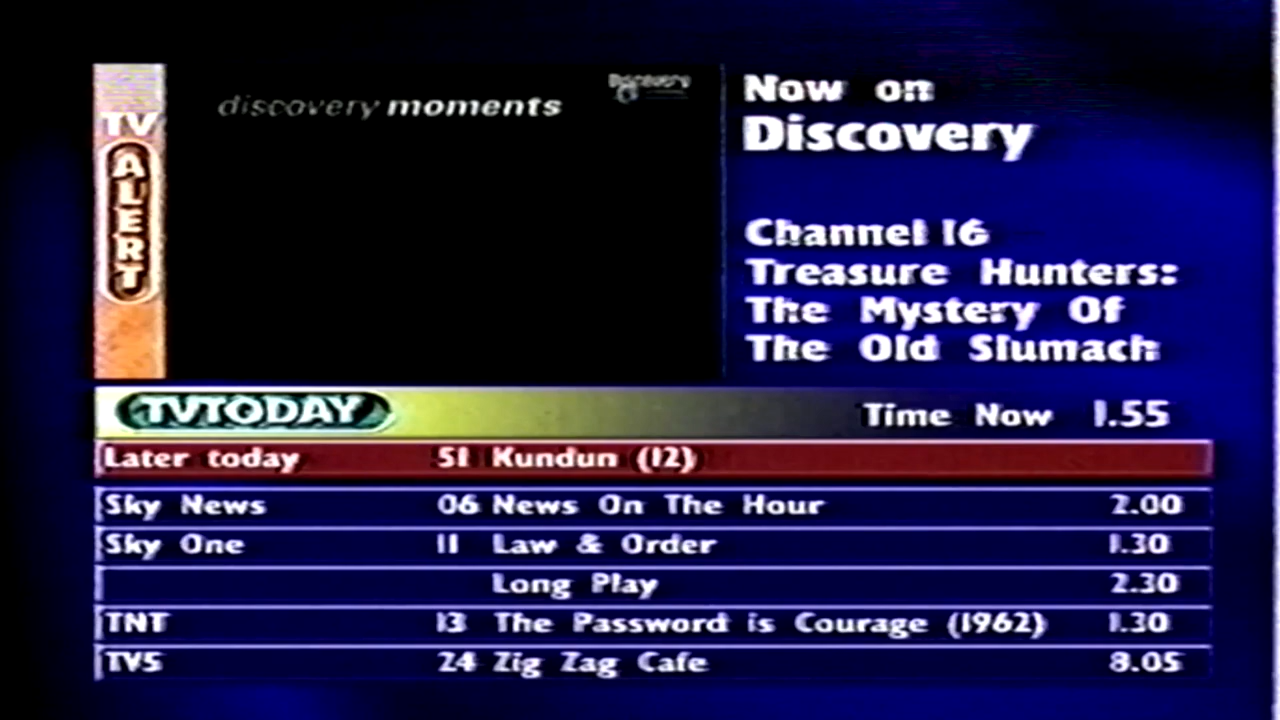 TV
ALERT
discovery moments
Discovery
Now on
Discovery
Channel 16
Treasure Hunters:
The Mystery Of
The Old Slumach
TVTODAY
Time Now 1.55
Later today 51 Kundun (12)
Sky News 06 News On The Hour 2.00
Sky One 11 Law & Order 1.30
Long Play 2.30
TNT 13 The Password is Courage (1962) 1.30
TV5 24 Zig Zag Cafe 8.05